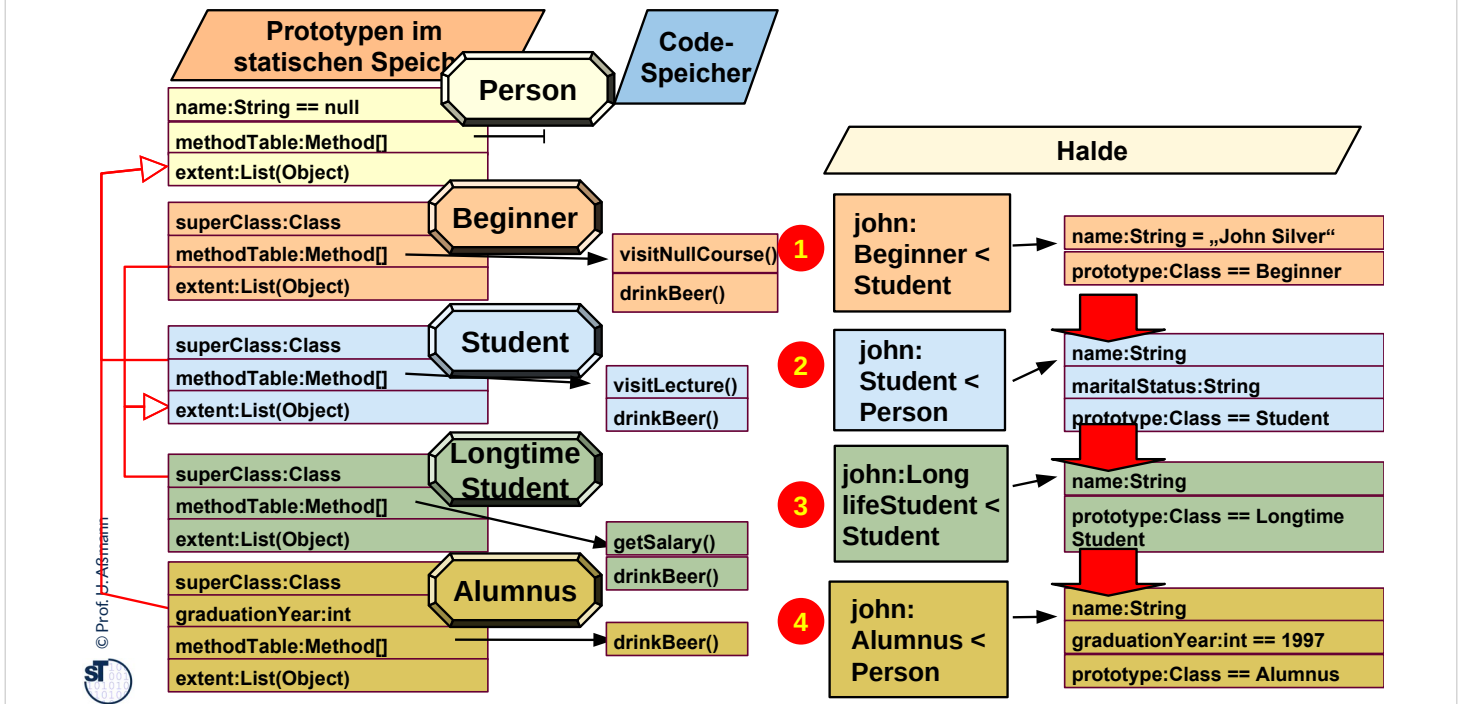 Prototypen im
statischen Speich
Code-
Speicher
Person
name:String == null
methodTable:Method[]
extent:List(Object)
Halde
Beginner
superClass:Class
methodTable:Method[]
extent:List(Object)
visitNullCourse()
drinkBeer()
1
john:
Beginner <
Student
name:String = „John Silver“
prototype:Class == Beginner
Student
superClass:Class
methodTable:Method[]
extent:List(Object)
visitLecture()
drinkBeer()
2
john:
Student <
Person
name:String
maritalStatus:String
prototype:Class == Student
Longtime
Student
superClass:Class
methodTable:Method[]
extent:List(Object)
getSalary()
drinkBeer()
3
john:Long
lifeStudent <
Student
name:String
prototype:Class == Longtime
Student
Alumnus
superClass:Class
graduationYear:int
methodTable:Method[]
extent:List(Object)
drinkBeer()
4
john:
Alumnus <
Person
name:String
graduationYear:int == 1997
prototype:Class == Alumnus
© Prof. U. Aßmann
ST